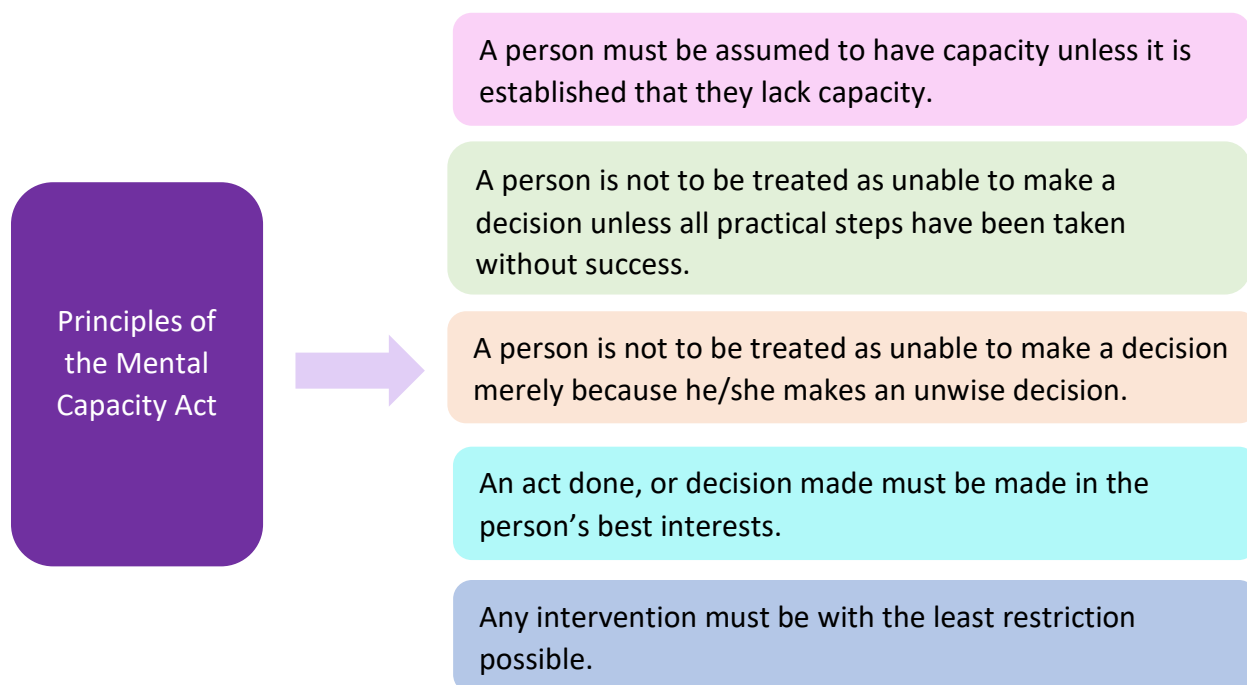 Principles of
the Mental
Capacity Act
A person must be assumed to have capacity unless it is
established that they lack capacity.
A person is not to be treated as unable to make a
decision unless all practical steps have been taken
without success.
A person is not to be treated as unable to make a decision
merely because he/she makes an unwise decision.
An act done, or decision made must be made in the
person’s best interests.
Any intervention must be with the least restriction
possible.